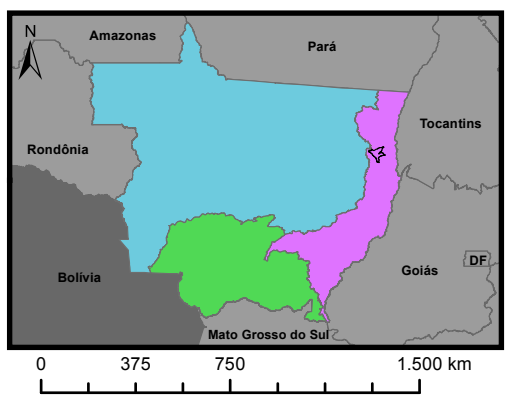 N
Amazonas
Pará
Tocantins
Rondônia
Bolívia
Goiás
DF
Mato Grosso do Sul
0 375 750 1.500 km